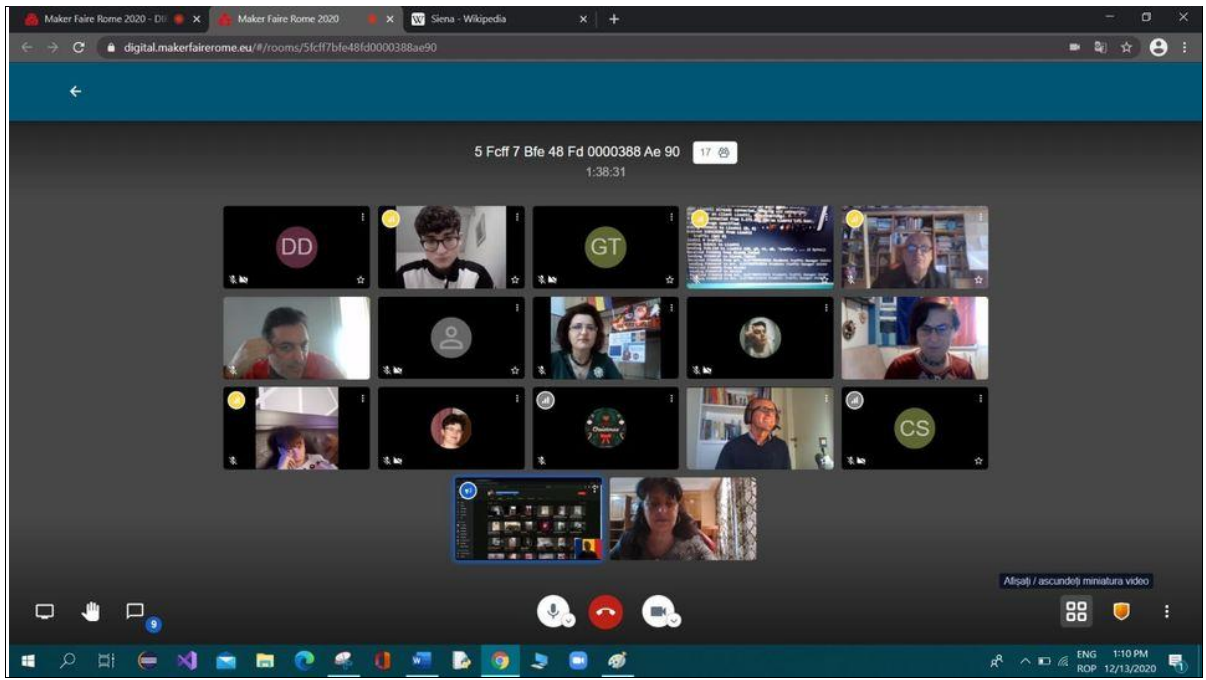 Maker Faire Rome 2020 - Di
Maker Faire Rome 2020
Siena - Wikipedia
digital.makerfairerome.eu/#/rooms/5fcff7bfe48fd0000388ae90
5 Fcff 7 Bfe 48 Fd 0000388 Ae 90
17
1:38:31
DD
GT
Christmas
CS
Afișați / ascundeți miniatura video
9
ENG
1:10 PM
ROP
12/13/2020
1